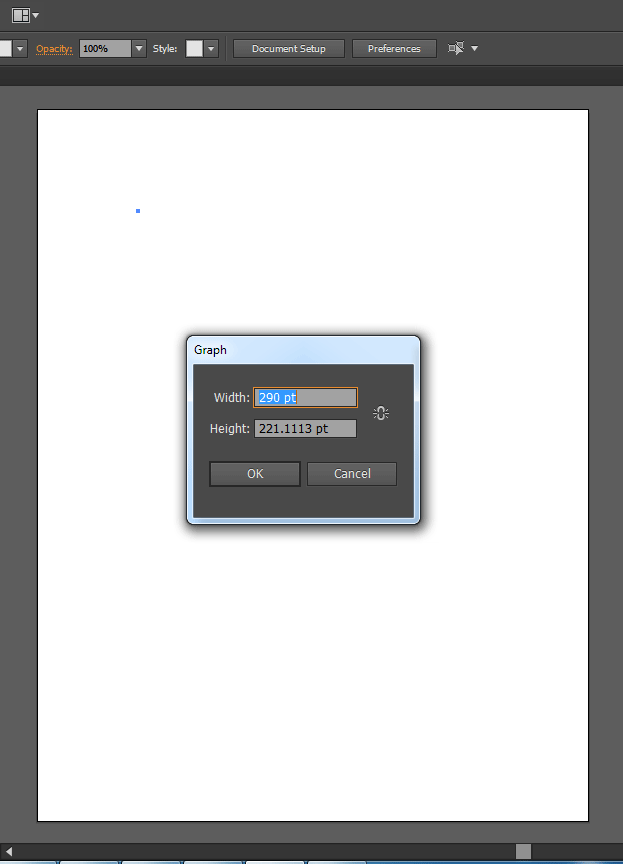 Opacity: 100% Style: Document Setup Preferences
Graph
Width: 290 pt
Height: 221.1113 pt
OK Cancel